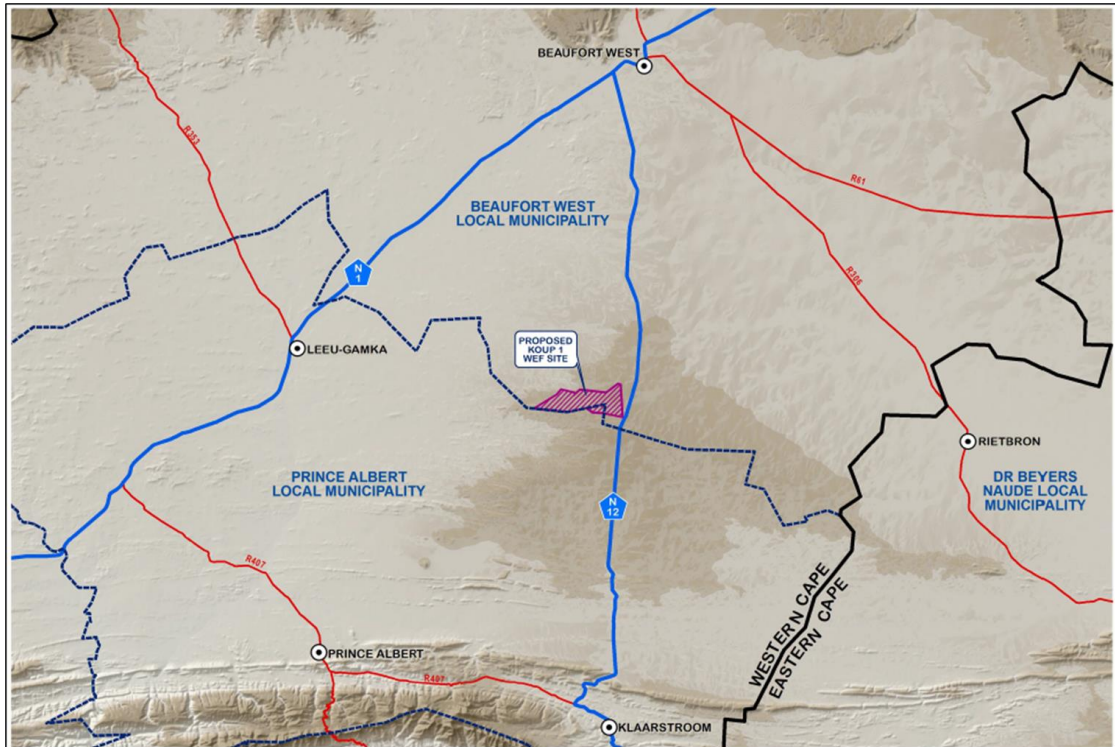 BEAUFORT WEST
R353
R61
BEAUFORT WEST
LOCAL MUNICIPALITY
N
1
R306
LEEU-GAMKA
PROPOSED
KOUP 1
WEF SITE
RIETBRON
PRINCE ALBERT
LOCAL MUNICIPALITY
DR BEYERS
NAUDE LOCAL
MUNICIPALITY
N
12
R407
WESTERN CAPE
EASTERN CAPE
PRINCE ALBERT
R407
KLAARSTROOM